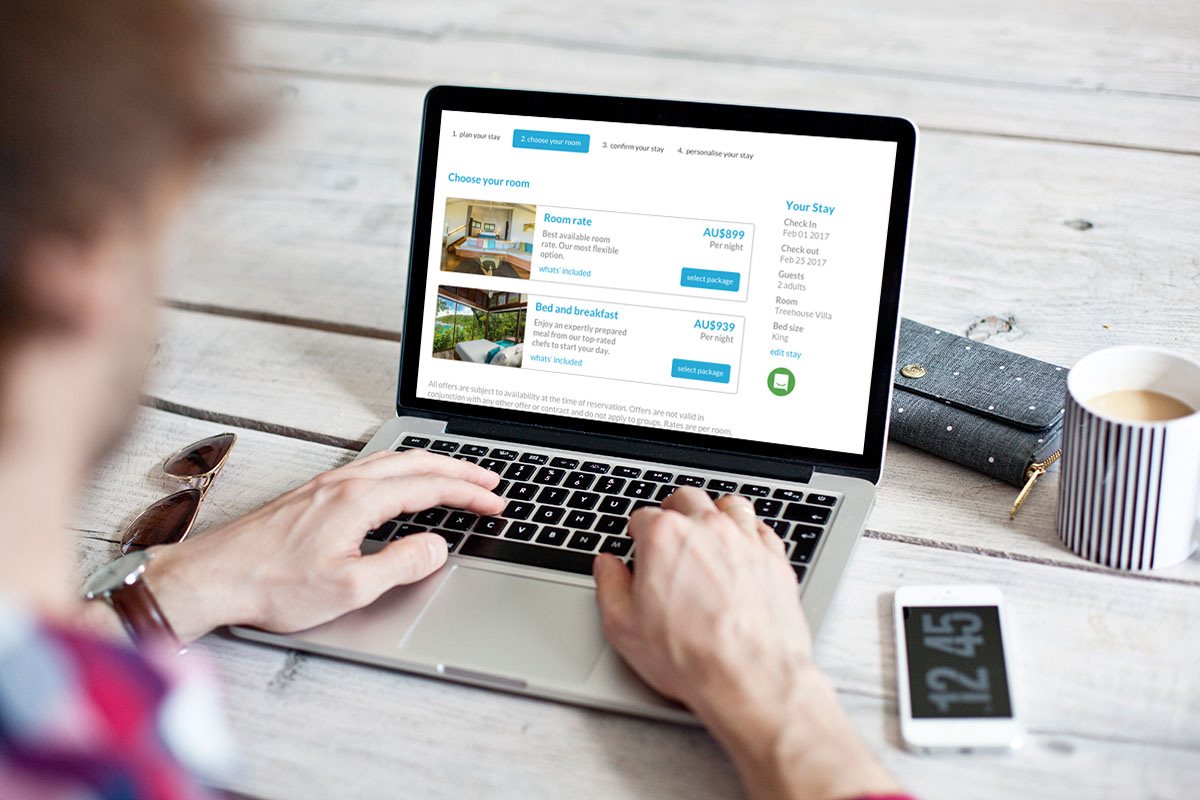 1. plan your stay
2. choose your room
3. confirm your stay
4. personalise your stay
Choose your room
Room rate
Best available room
rate. Our most flexible
option.
whats' included
AU$899
Per night
select package
Bed and breakfast
Enjoy an expertly prepared
meal from our top-rated
chefs to start your day.
whats' included
AU$939
Per night
select package
All offers are subject to availability at the time of reservation. Offers are not valid in
conjunction with any other offer or contract and do not apply to groups. Rates are per room.
Your Stay
Check In
Feb 01 2017
Check out
Feb 25 2017
Guests
2 adults
Room
Treehouse Villa
Bed size
King
edit stay
12 45